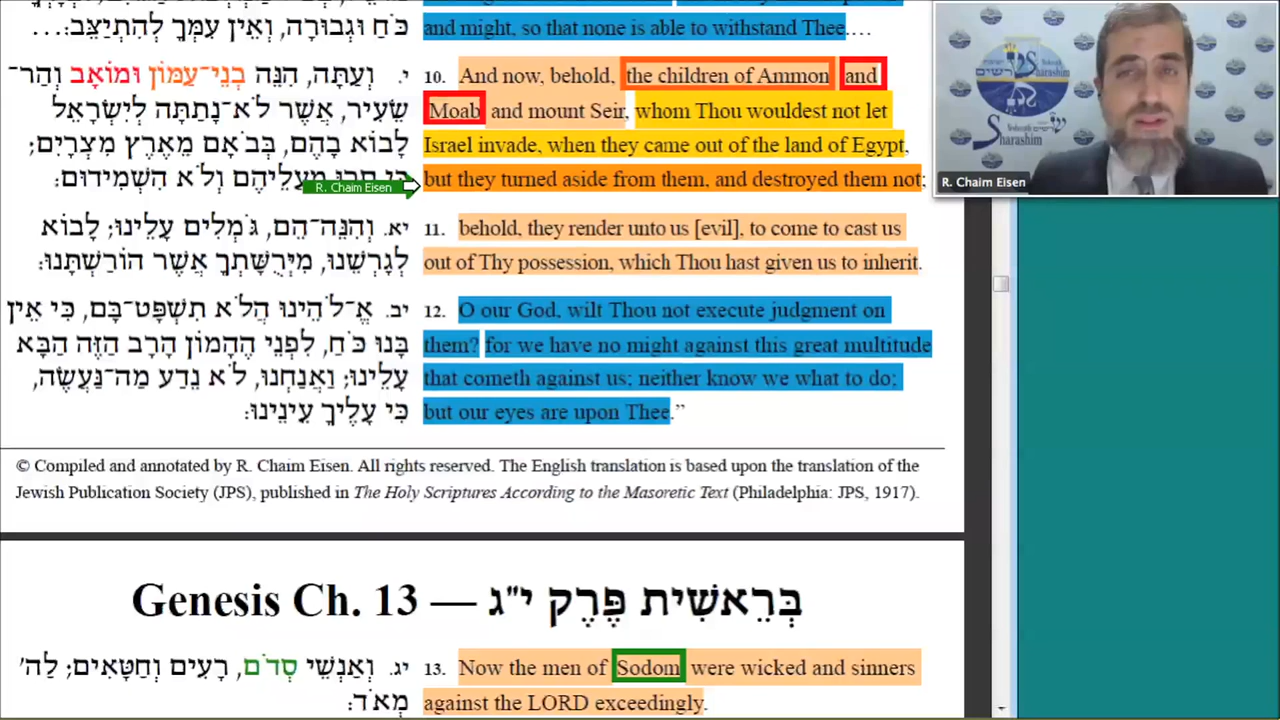 כֹּחַ וּגְבוּרָה, וְאֵין עִמְּךָ לְהִתְיַצֵּב:…
and might, so that none is able to withstand Thee.…
י. וְעַתָּה, הִנֵּה בְנֵי־עַמּוֹן וּמוֹאָב וְהַר־
שֵׂעִיר, אֲשֶׁר לֹא־נָתַתָּה לְיִשְׂרָאֵל
לָבוֹא בָהֶם, בְּבֹאָם מֵאֶרֶץ מִצְרָיִם;
כִּי סָרוּ מֵעֲלֵיהֶם וְלֹא הִשְׁמִידוּם:
10. And now, behold, the children of Ammon and
Moab and mount Seir, whom Thou wouldest not let
Israel invade, when they came out of the land of Egypt,
but they turned aside from them, and destroyed them not;
R. Chaim Eisen
יא. וְהִנֵּה־הֵם, גֹּמְלִים עָלֵינוּ; לָבוֹא
לְגָרְשֵׁנוּ, מִיְּרֻשָּׁתְךָ אֲשֶׁר הוֹרַשְׁתָּנוּ:
11. behold, they render unto us [evil], to come to cast us
out of Thy possession, which Thou hast given us to inherit.
יב. אֱ־לֹהֵינוּ הֲלֹא תִשְׁפָּט־בָּם, כִּי אֵין
בָּנוּ כֹּחַ, לִפְנֵי הֶהָמוֹן הָרָב הַזֶּה הַבָּא
עָלֵינוּ; וַאֲנַחְנוּ, לֹא נֵדַע מַה־נַּעֲשֶׂה,
כִּי עָלֶיךָ עֵינֵינוּ:
12. O our God, wilt Thou not execute judgment on
them? for we have no might against this great multitude
that cometh against us; neither know we what to do;
but our eyes are upon Thee.”
© Compiled and annotated by R. Chaim Eisen. All rights reserved. The English translation is based upon the translation of the
Jewish Publication Society (JPS), published in The Holy Scriptures According to the Masoretic Text (Philadelphia: JPS, 1917).
Genesis Ch. 13 — בְּרֵאשִׁית פֶּרֶק י"ג
יג. וְאַנְשֵׁי סְדֹם, רָעִים וְחַטָּאִים; לַה'
מְאֹד:
13. Now the men of Sodom were wicked and sinners
against the LORD exceedingly.
R. Chaim Eisen